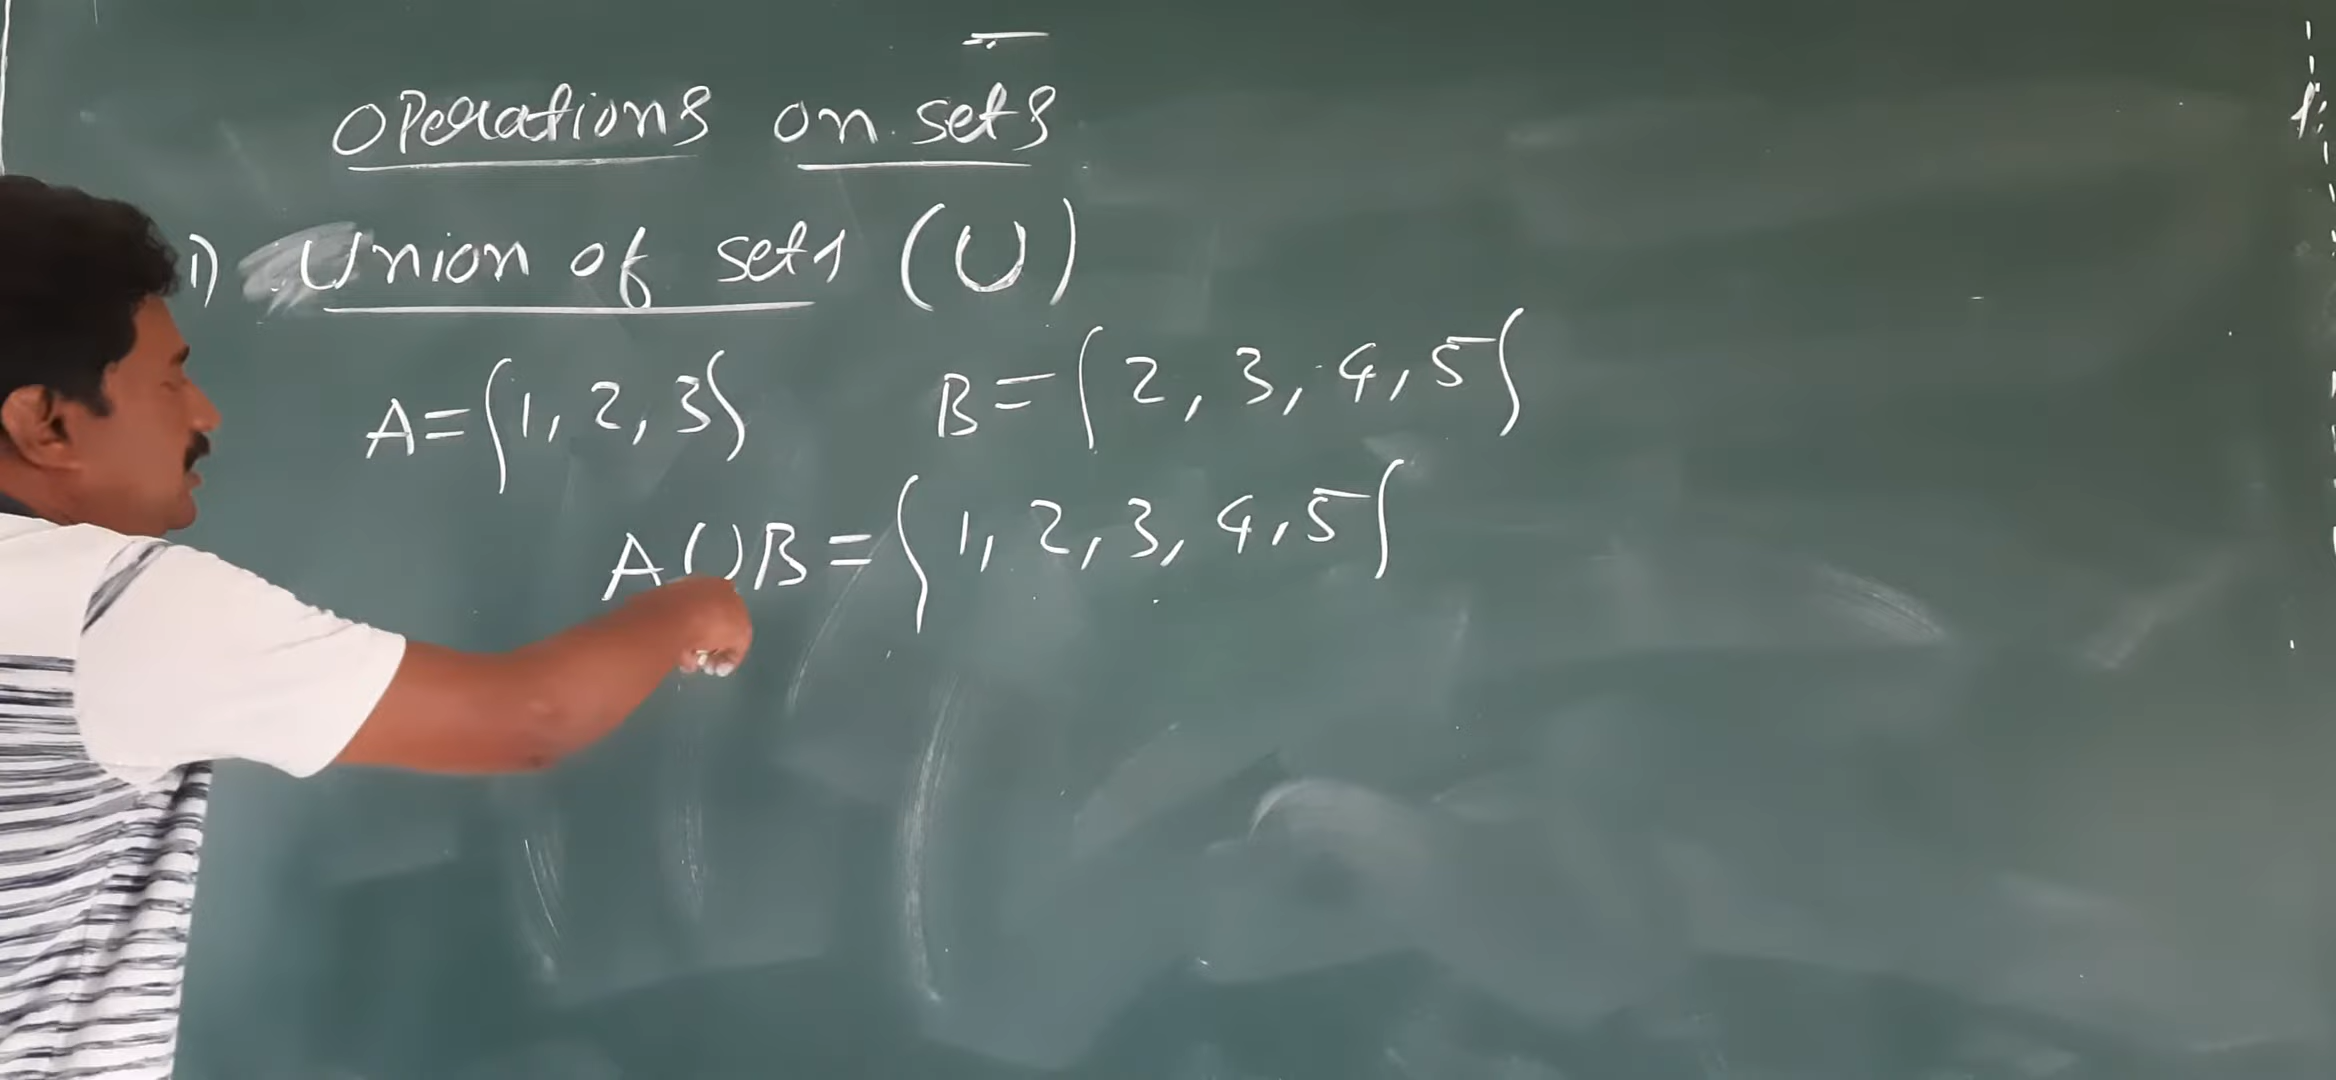 Operations on sets
1) Union of sets (U)
A={1, 2, 3} B={2, 3, 4, 5}
AUB={1, 2, 3, 4, 5}